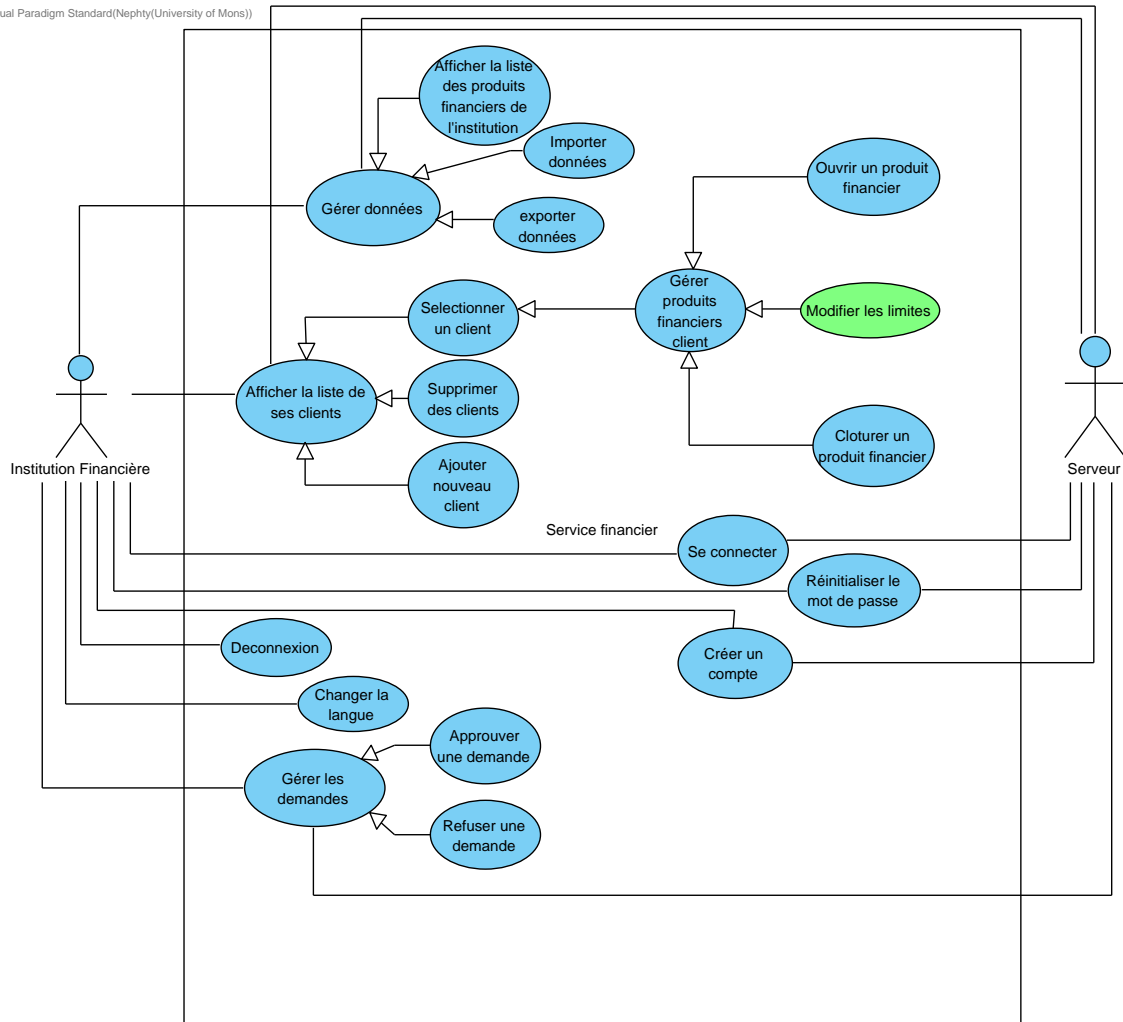 ual Paradigm Standard(Nephty(University of Mons))
Afficher la liste
des produits
financiers de
l'institution
Importer
données
Ouvrir un produit
financier
Gérer données
exporter
données
Gérer
produits
financiers
client
Selectionner
un client
Modifier les limites
Afficher la liste de
ses clients
Supprimer
des clients
Cloturer un
produit financier
Institution Financière
Serveur
Ajouter
nouveau
client
Service financier
Se connecter
Réinitialiser le
mot de passe
Deconnexion
Créer un
compte
Changer la
langue
Approuver
une demande
Gérer les
demandes
Refuser une
demande